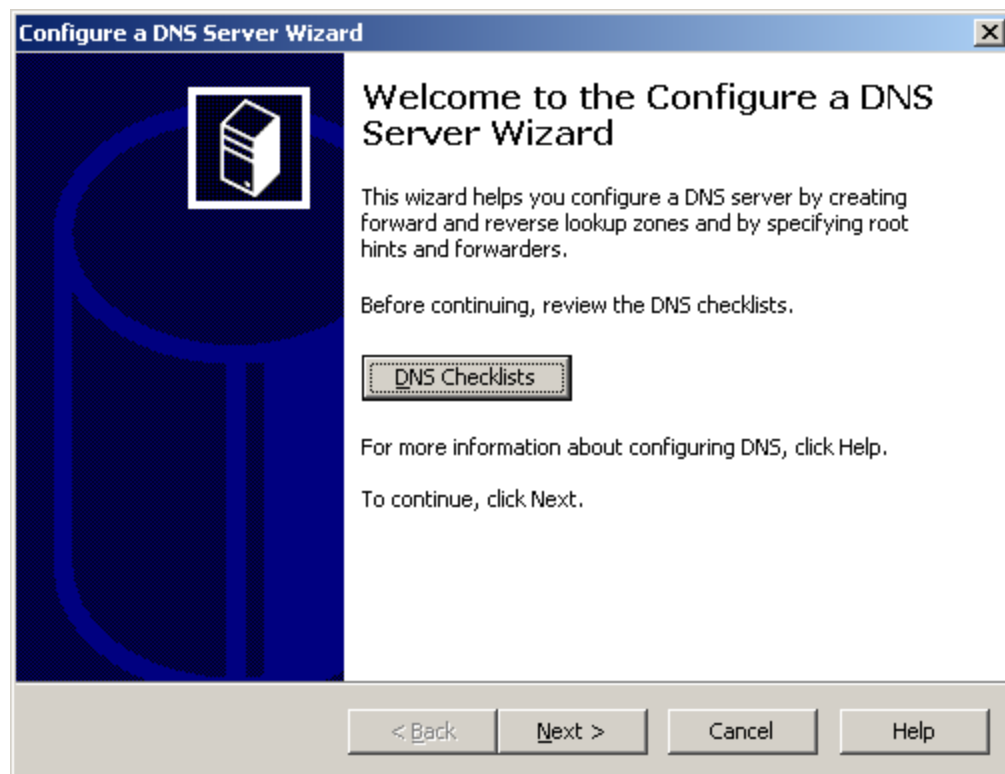 Configure a DNS Server Wizard
Welcome to the Configure a DNS
Server Wizard
This wizard helps you configure a DNS server by creating
forward and reverse lookup zones and by specifying root
hints and forwarders.
Before continuing, review the DNS checklists.
DNS Checklists
For more information about configuring DNS, click Help.
To continue, click Next.
< Back
Next >
Cancel
Help